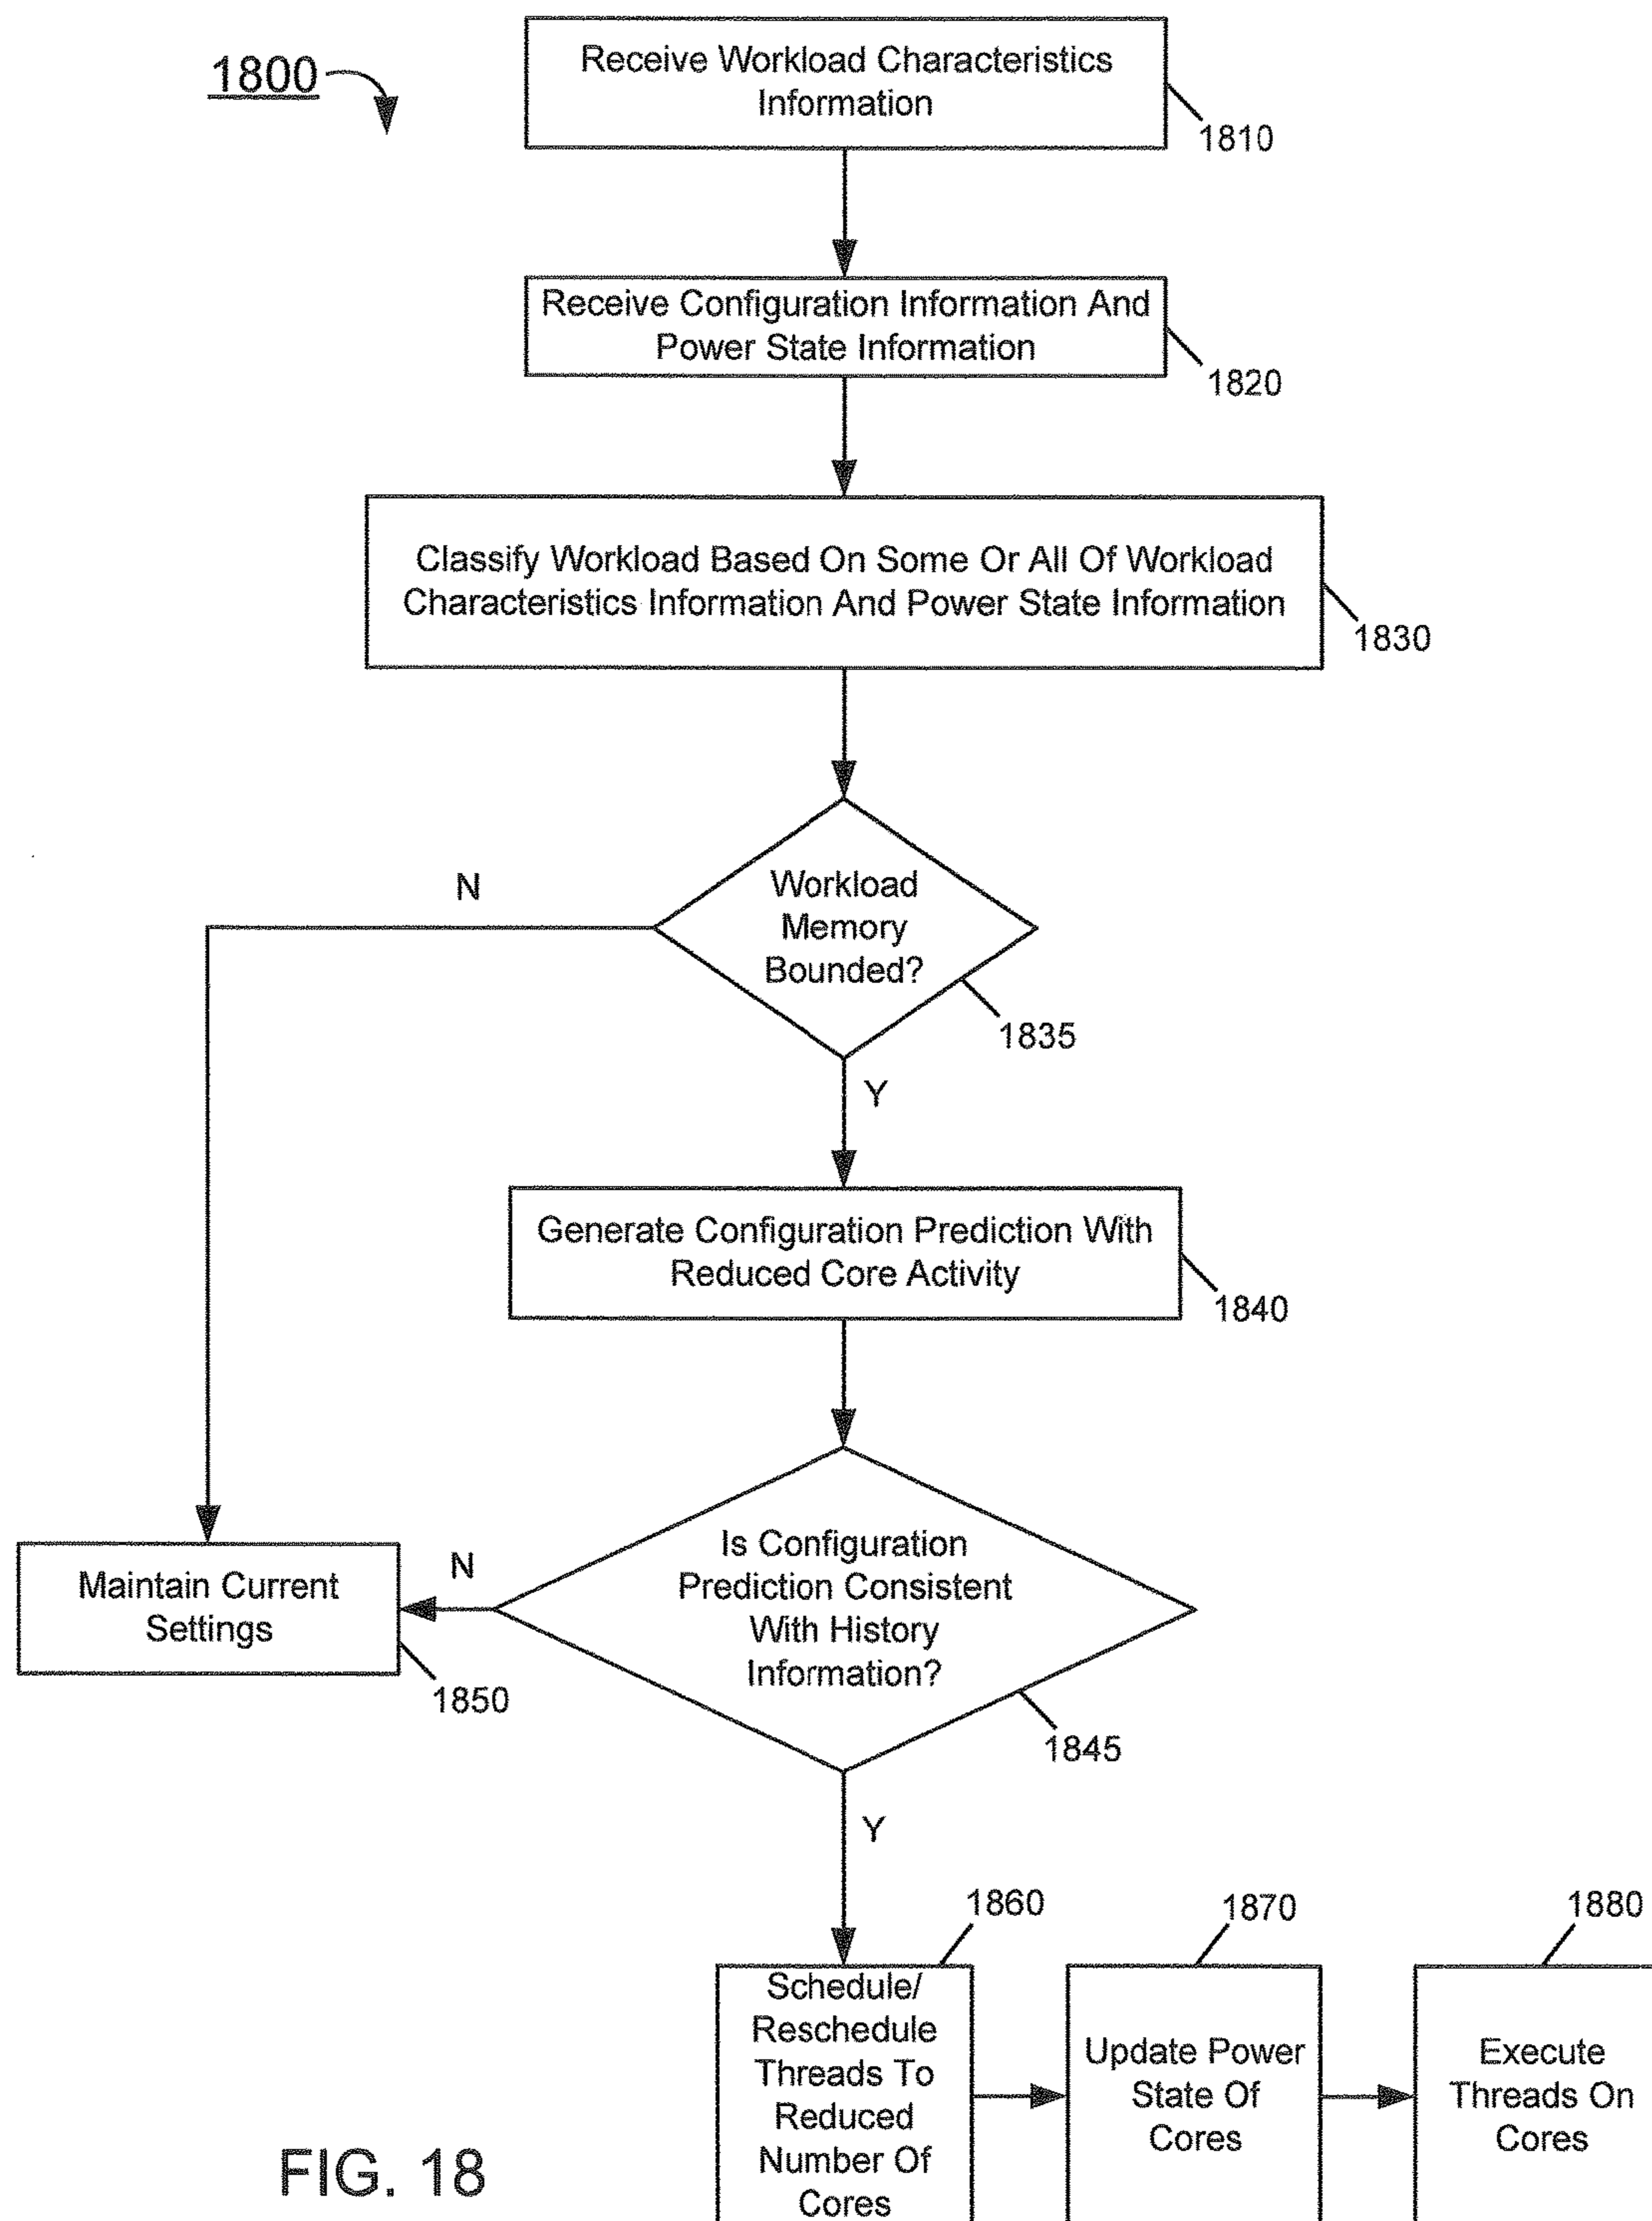 1800
Receive Workload Characteristics
Information
1810
Receive Configuration Information And
Power State Information
1820
Classify Workload Based On Some Or All Of Workload
Characteristics Information And Power State Information
1830
Workload
Memory
Bounded?
N
1835
Y
Generate Configuration Prediction With
Reduced Core Activity
1840
Is Configuration
Prediction Consistent
With History
Information?
N
Maintain Current
Settings
1850
1845
Y
1860
Schedule/
Reschedule
Threads To
Reduced
Number Of
Cores
1870
Update Power
State Of
Cores
1880
Execute
Threads On
Cores
FIG. 18